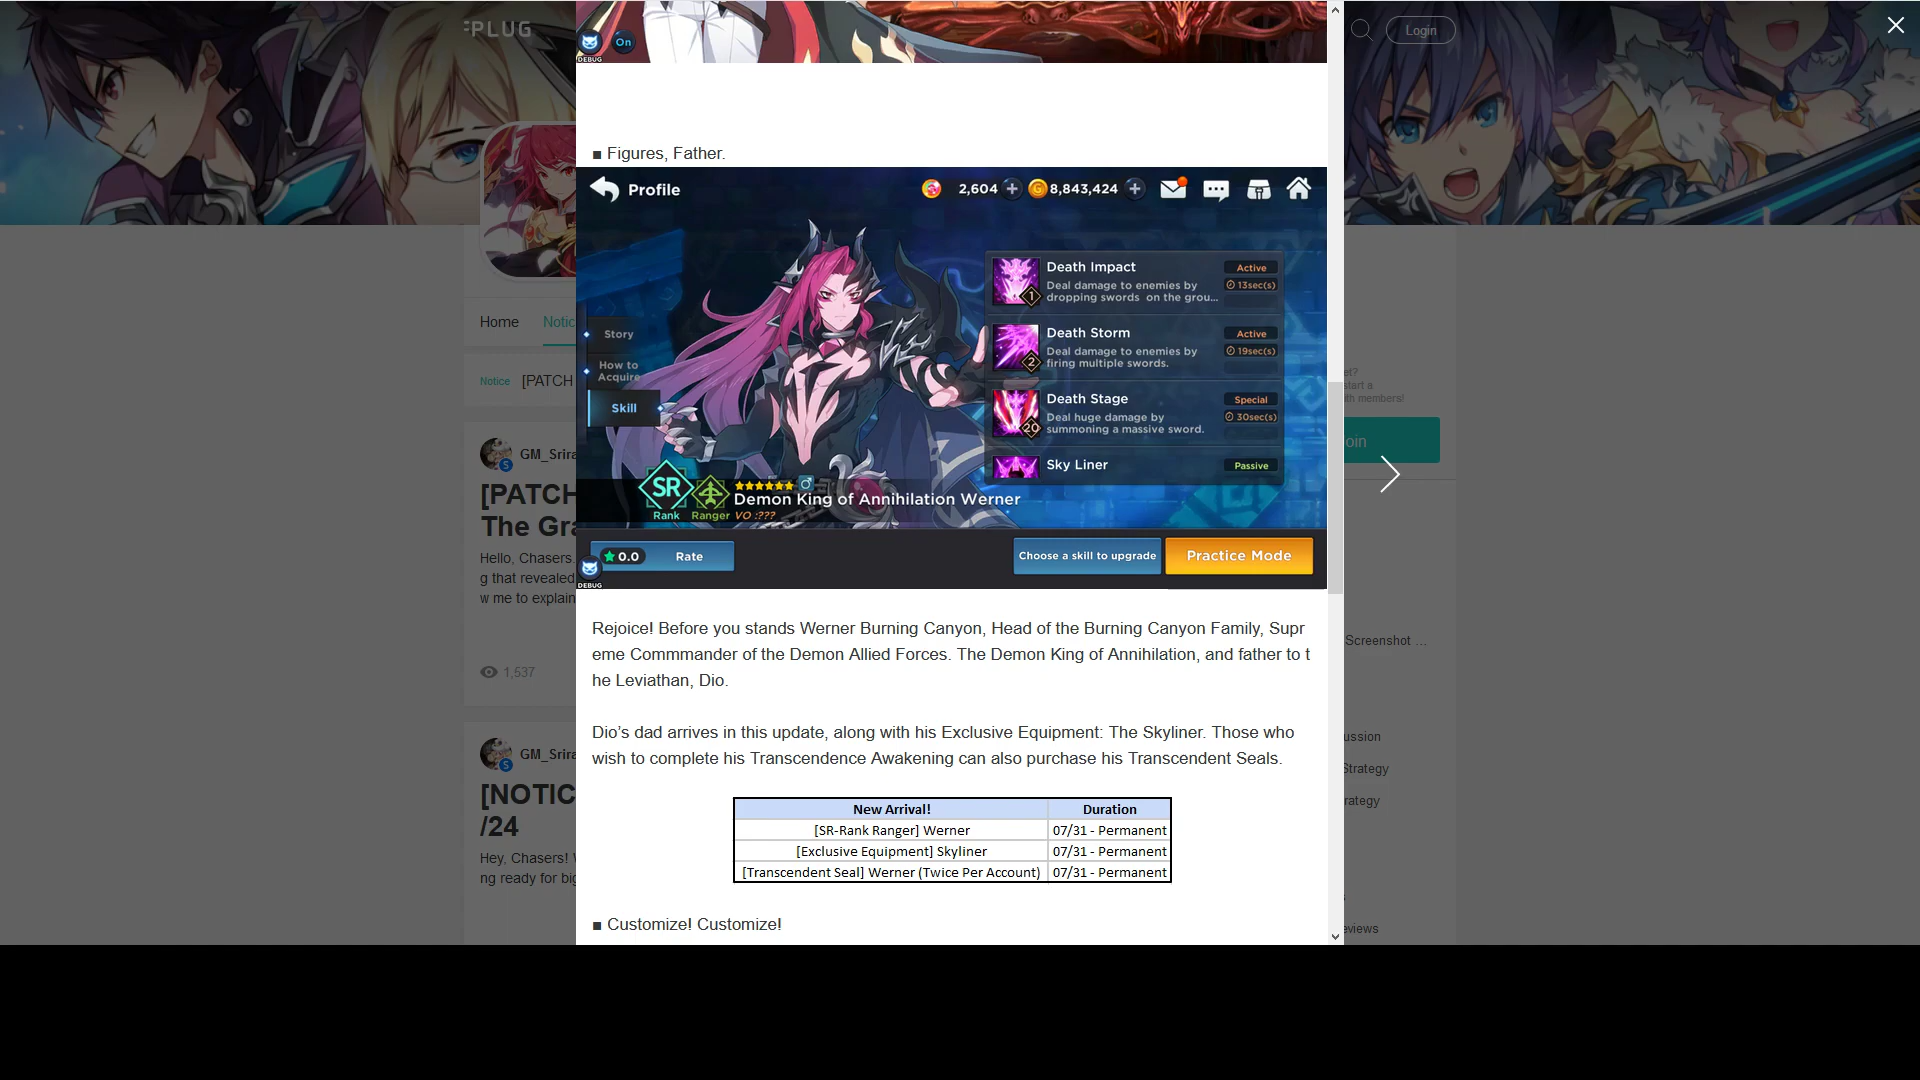 PLUG
Login
On
DEBUG
■ Figures, Father.
Profile
2,604
8,843,424
Death Impact
Active
Deal damage to enemies by
13sec(s)
dropping swords on the grou...
1
Death Storm
Active
Deal damage to enemies by
19sec(s)
firing multiple swords.
2
Death Stage
Special
Deal huge damage by
30sec(s)
summoning a massive sword.
20
Sky Liner
Passive
Story
How to
Acquire
Skill
SR
Rank
Ranger
Demon King of Annihilation Werner
VO :???
0.0
Rate
Choose a skill to upgrade
Practice Mode
DEBUG
Rejoice! Before you stands Werner Burning Canyon, Head of the Burning Canyon Family, Supr
eme Commmander of the Demon Allied Forces. The Demon King of Annihilation, and father to t
he Leviathan, Dio.
Dio’s dad arrives in this update, along with his Exclusive Equipment: The Skyliner. Those who
wish to complete his Transcendence Awakening can also purchase his Transcendent Seals.
New Arrival! Duration
[SR-Rank Ranger] Werner 07/31 - Permanent
[Exclusive Equipment] Skyliner 07/31 - Permanent
[Transcendent Seal] Werner (Twice Per Account) 07/31 - Permanent
■ Customize! Customize!
Home
Notic
Notice
[PATCH
GM_Srira
S
[PATCH
The Gra
Hello, Chasers.
g that revealed
w me to explain
1,537
GM_Srira
S
[NOTIC
/24
Hey, Chasers! W
ng ready for big
et?
start a
ith members!
oin
Screenshot ...
ussion
Strategy
rategy
s
eviews